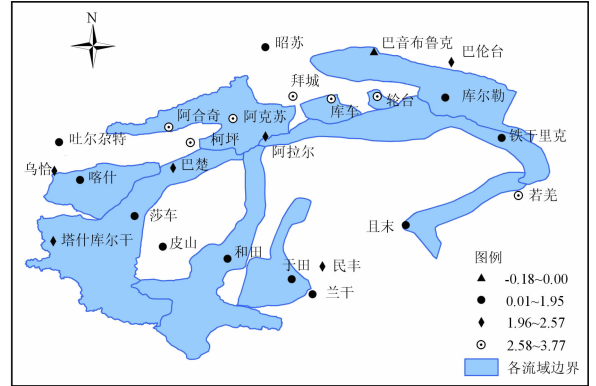 N
昭苏
巴音布鲁克
巴伦台
拜城
库车
轮台
库尔勒
阿合奇
阿克苏
柯坪
阿拉尔
铁干里克
吐尔尕特
乌恰
喀什
巴楚
若羌
莎车
且末
塔什库尔干
皮山
和田
于田
民丰
兰干
图例
-0.18~0.00
0.01~1.95
1.96~2.57
2.58~3.77
各流域边界